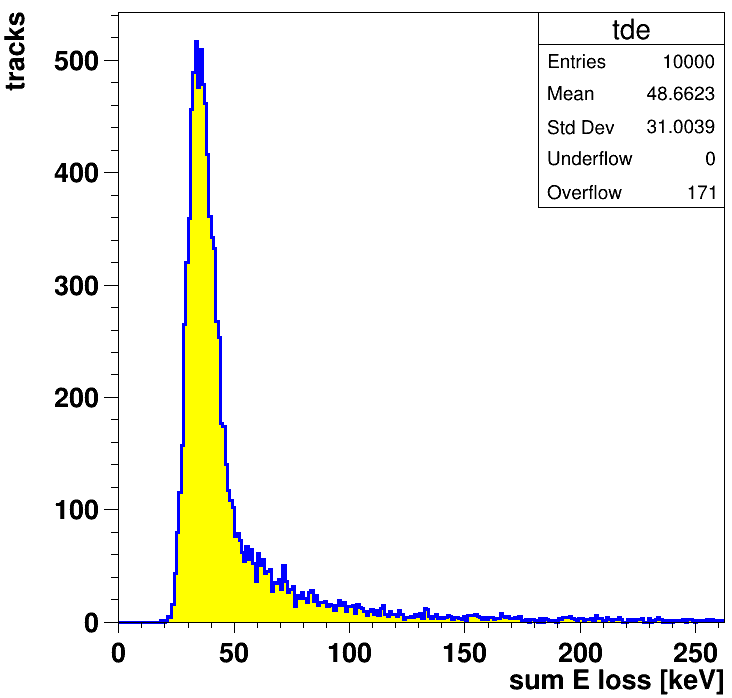 tracks
tde
Entries 10000
Mean 48.6623
Std Dev 31.0039
Underflow 0
Overflow 171
500
400
300
200
100
0
0 50 100 150 200 250
sum E loss [keV]